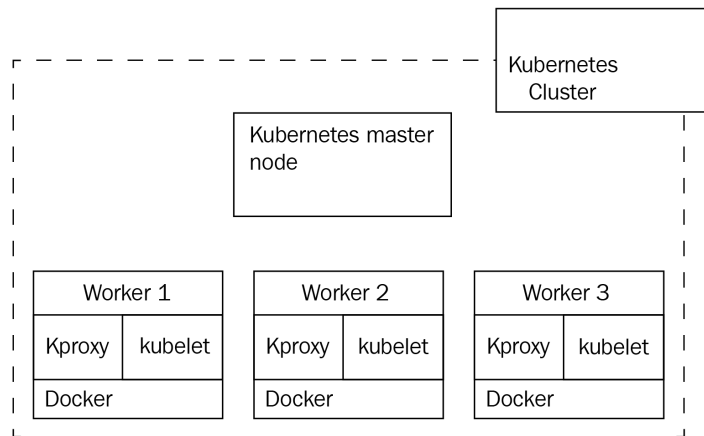 Kubernetes
Cluster
Kubernetes master
node
Worker 1
Kproxy
kubelet
Docker
Worker 2
Kproxy
kubelet
Docker
Worker 3
Kproxy
kubelet
Docker